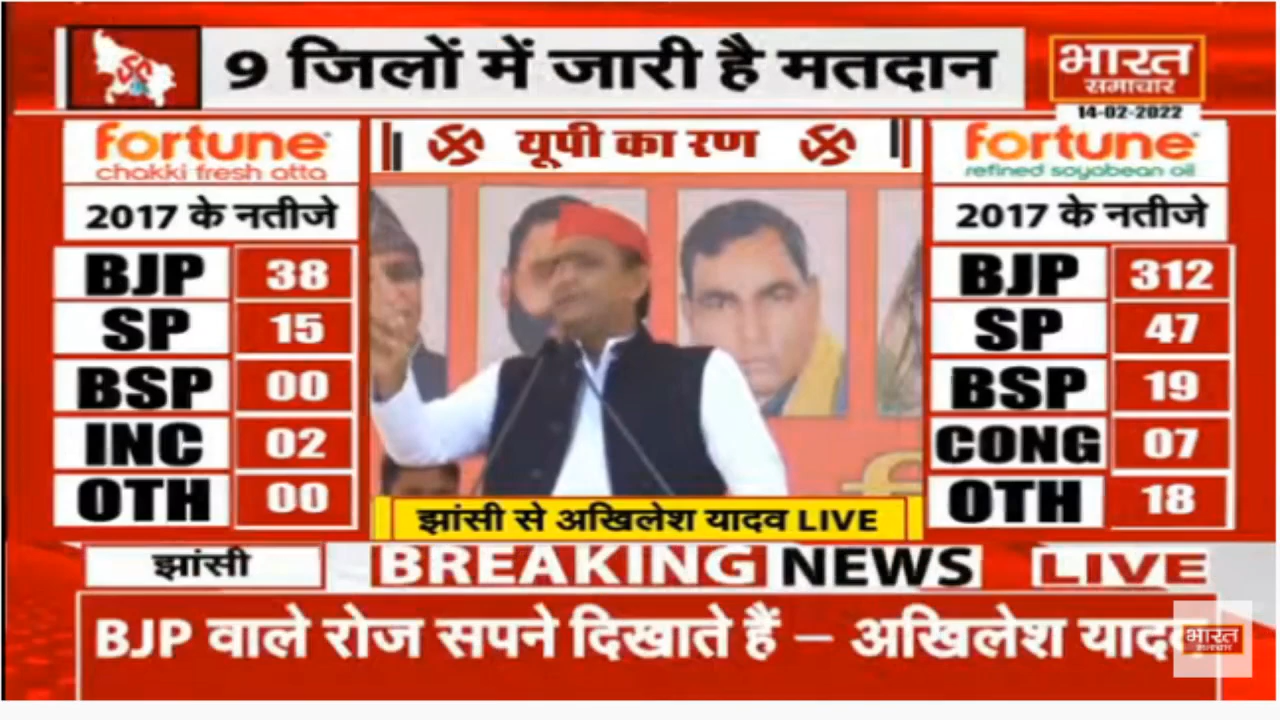 9 जिलों में जारी है मतदान
भारत
समाचार
14-02-2022
fortune
chakki fresh atta
2017 के नतीजे
BJP 38
SP 15
BSP 00
INC 02
OTH 00
यूपी का रण
झांसी से अखिलेश यादव LIVE
fortune
refined soyabean oil
2017 के नतीजे
BJP 312
SP 47
BSP 19
CONG 07
OTH 18
झांसी
BREAKING NEWS
LIVE
BJP वाले रोज सपने दिखाते हैं – अखिलेश यादव
भारत
समाचार